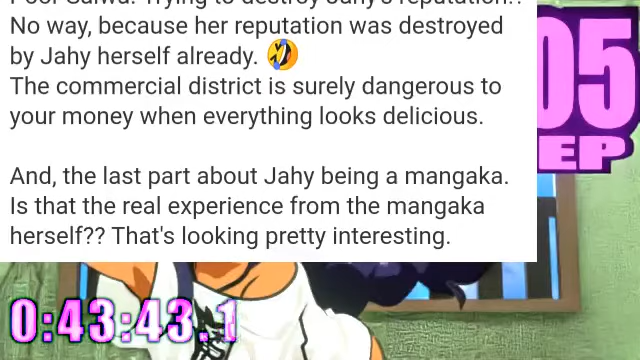 No way, because her reputation was destroyed
by Jahy herself already. 🤣
The commercial district is surely dangerous to
your money when everything looks delicious.
And, the last part about Jahy being a mangaka.
Is that the real experience from the mangaka
herself?? That's looking pretty interesting.
05
EP
0:43:43.1